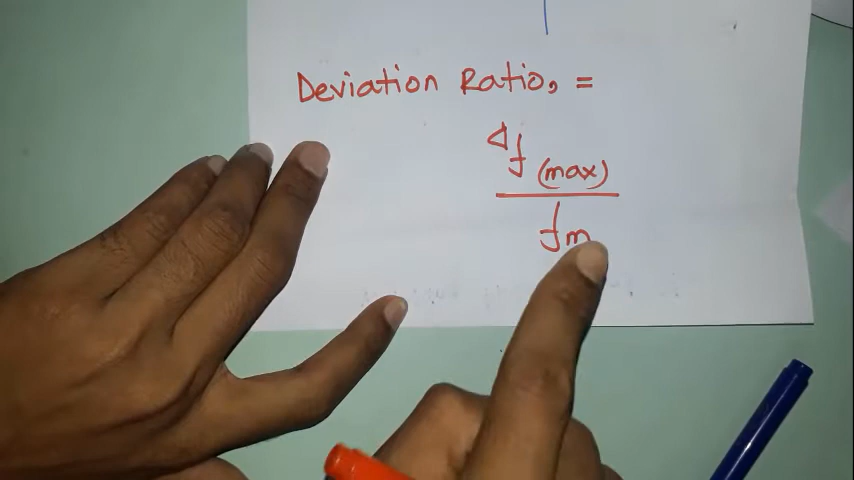 Deviation Ratio, =
Δf (max)
fm